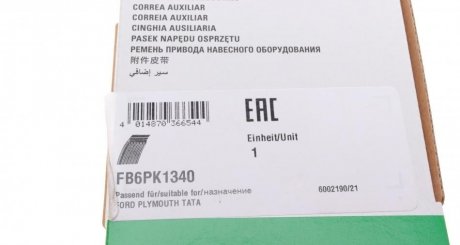 CORREA AUXILIAR
CORREIA AUXILIAR
CINGHIA AUSILIARIA
PASEK NAPĘDU OSPRZĘTU
РЕМЕНЬ ПРИВОДА НАВЕСНОГО ОБОРУДОВАНИЯ
附件皮带
سير إضافي
4 014870 366544
EAC
Einheit/Unit
1
FB6PK1340
Passend für/suitable for/назначение
FORD PLYMOUTH TATA
6002190/21